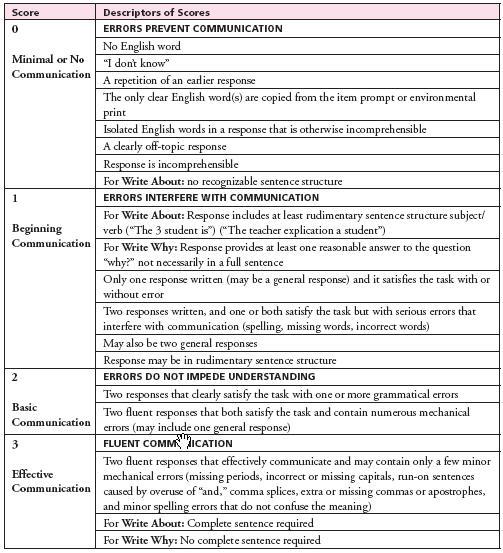 Score Descriptors of Scores
0 ERRORS PREVENT COMMUNICATION
Minimal or No
Communication
No English word
“I don't know”
A repetition of an earlier response
The only clear English word(s) are copied from the item prompt or environmental
print
Isolated English words in a response that is otherwise incomprehensible
A clearly off-topic response
Response is incomprehensible
For Write About: no recognizable sentence structure
1 ERRORS INTERFERE WITH COMMUNICATION
Beginning
Communication
For Write About: Response includes at least rudimentary sentence structure subject/
verb (“The 3 student is”) (“The teacher explication a student”)
For Write Why: Response provides at least one reasonable answer to the question
“why?” not necessarily in a full sentence
Only one response written (may be a general response) and it satisfies the task with or
without error
Two responses written, and one or both satisfy the task but with serious errors that
interfere with communication (spelling, missing words, incorrect words)
May also be two general responses
Response may be in rudimentary sentence structure
2 ERRORS DO NOT IMPEDE UNDERSTANDING
Basic
Communication
Two responses that clearly satisfy the task with one or more grammatical errors
Two fluent responses that both satisfy the task and contain numerous mechanical
errors (may include one general response)
3 FLUENT COMMUNICATION
Effective
Communication
Two fluent responses that effectively communicate and may contain only a few minor
mechanical errors (missing periods, incorrect or missing capitals, run-on sentences
caused by overuse of “and,” comma splices, extra or missing commas or apostrophes,
and minor spelling errors that do not confuse the meaning)
For Write About: Complete sentence required
For Write Why: No complete sentence required